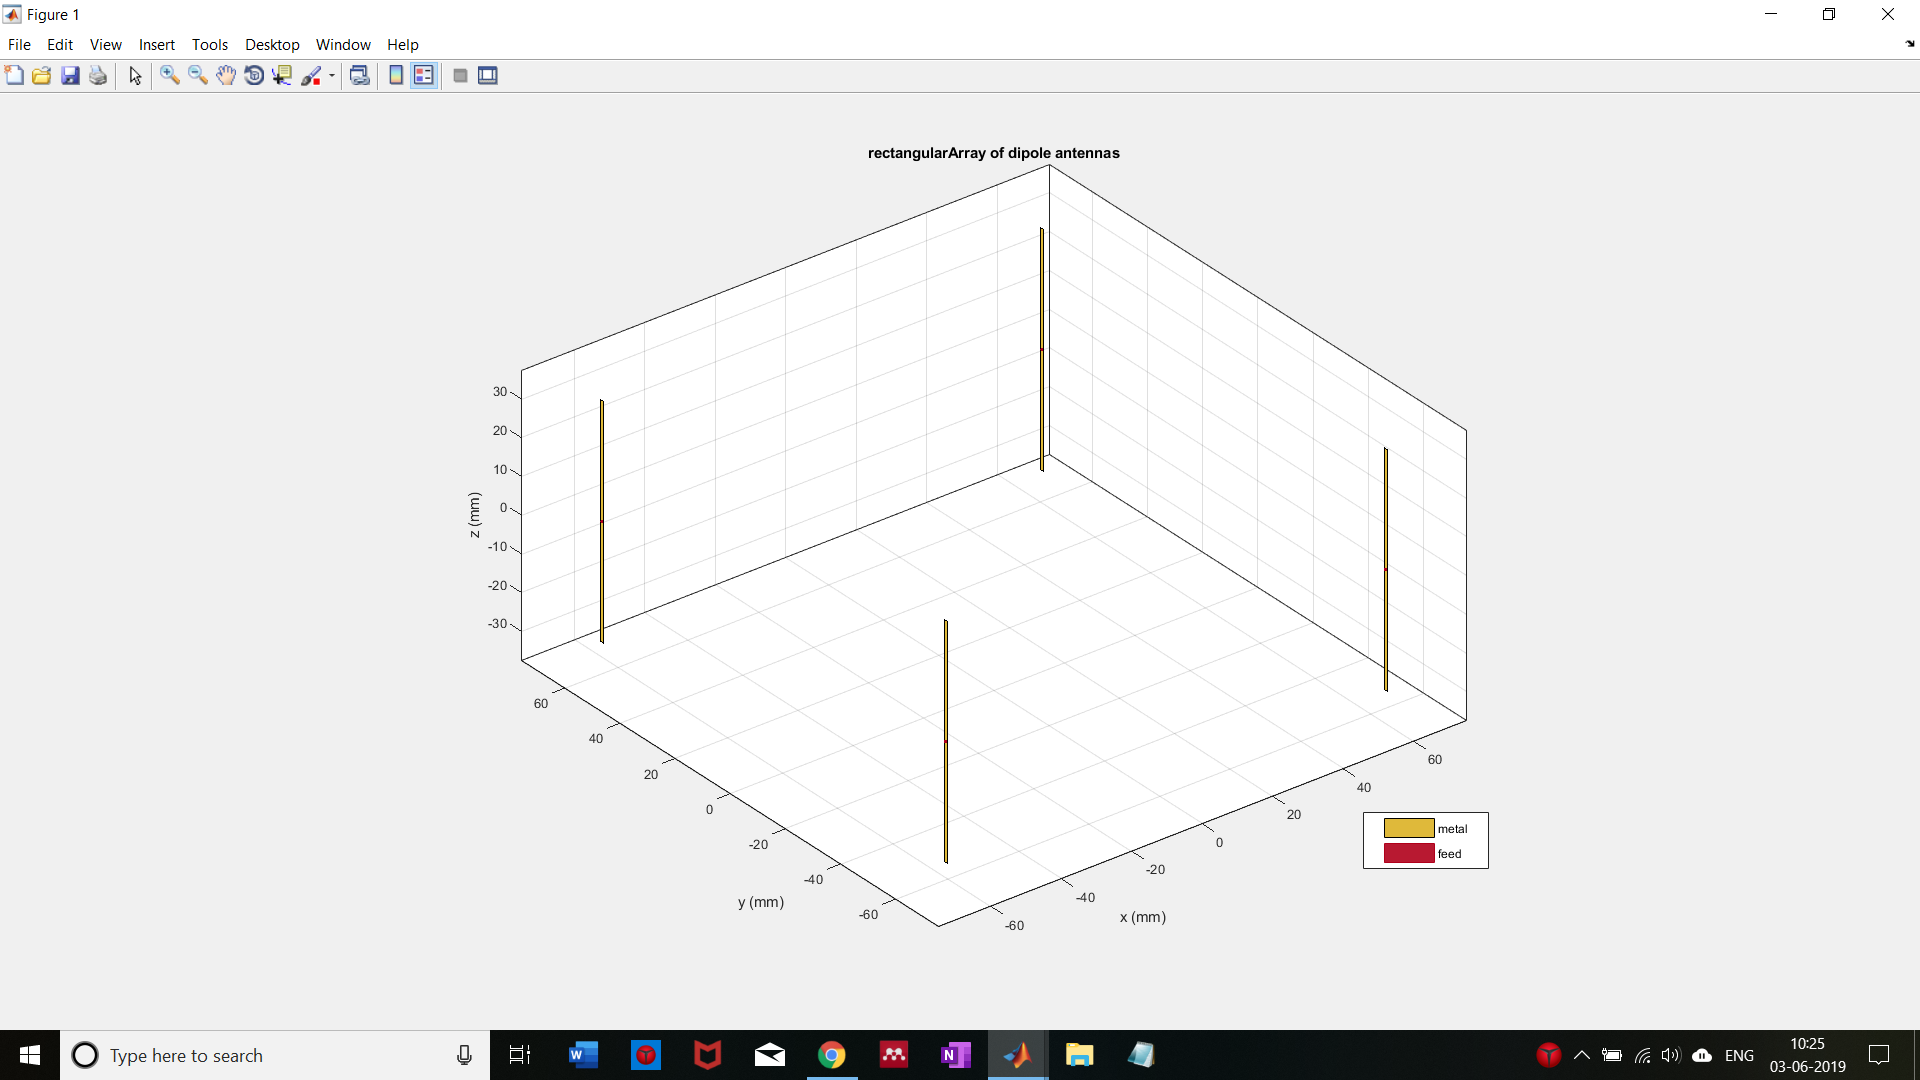 Figure 1
File Edit View Insert Tools Desktop Window Help
rectangularArray of dipole antennas
30
20
10
0
-10
-20
-30
z (mm)
60
40
20
0
-20
-40
-60
y (mm)
-60
-40
-20
0
20
40
60
x (mm)
metal
feed
Type here to search
W
N
ENG
10:25
03-06-2019